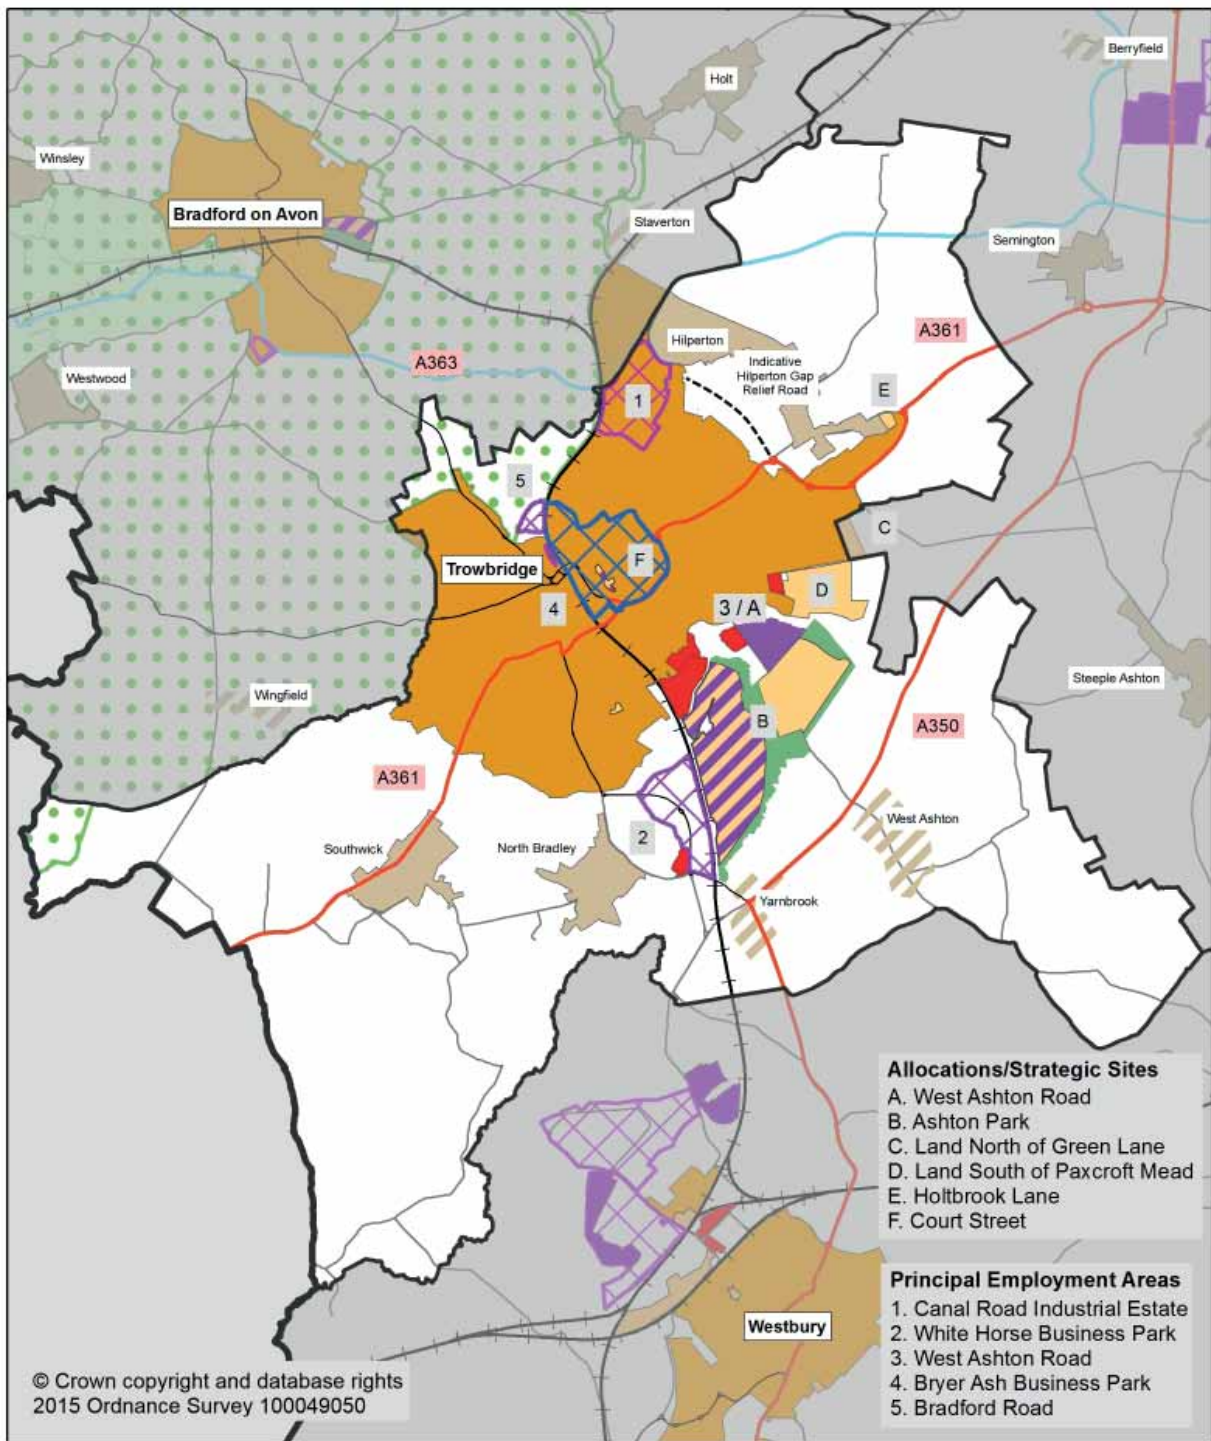 Berryfield
Holt
Winsley
Bradford on Avon
Staverton
Semington
A361
Hilperton
A363
Indicative
Hilperton Gap
Relief Road
Westwood
E
1
5
C
F
Trowbridge
D
4
3 / A
Steeple Ashton
Wingfield
B
A350
A361
West Ashton
2
Southwick
North Bradley
Yarnbrook
Allocations/Strategic Sites
A. West Ashton Road
B. Ashton Park
C. Land North of Green Lane
D. Land South of Paxcroft Mead
E. Holtbrook Lane
F. Court Street
Principal Employment Areas
1. Canal Road Industrial Estate
2. White Horse Business Park
3. West Ashton Road
4. Bryer Ash Business Park
5. Bradford Road
Westbury
© Crown copyright and database rights
2015 Ordnance Survey 100049050